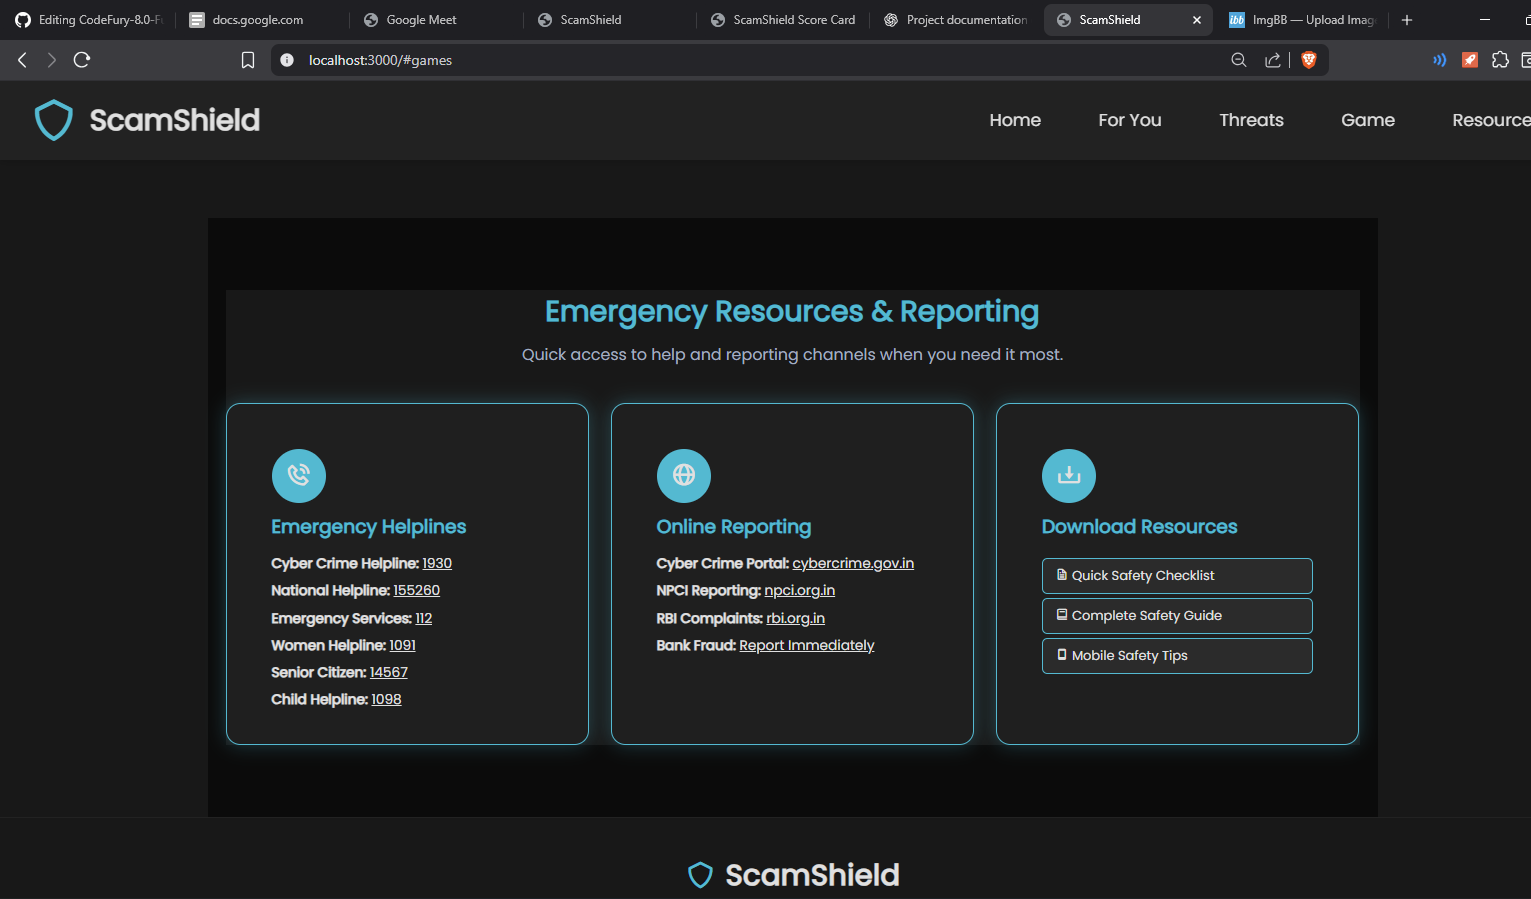 Editing CodeFury-8.0-Fu
docs.google.com
Google Meet
ScamShield
ScamShield Score Card
Project documentation
ScamShield
ibb ImgBB — Upload Imag
localhost:3000/#games
ScamShield
Home
For You
Threats
Game
Resource
Emergency Resources & Reporting
Quick access to help and reporting channels when you need it most.
Emergency Helplines
Cyber Crime Helpline: 1930
National Helpline: 155260
Emergency Services: 112
Women Helpline: 1091
Senior Citizen: 14567
Child Helpline: 1098
Online Reporting
Cyber Crime Portal: cybercrime.gov.in
NPCI Reporting: npci.org.in
RBI Complaints: rbi.org.in
Bank Fraud: Report Immediately
Download Resources
Quick Safety Checklist
Complete Safety Guide
Mobile Safety Tips
ScamShield